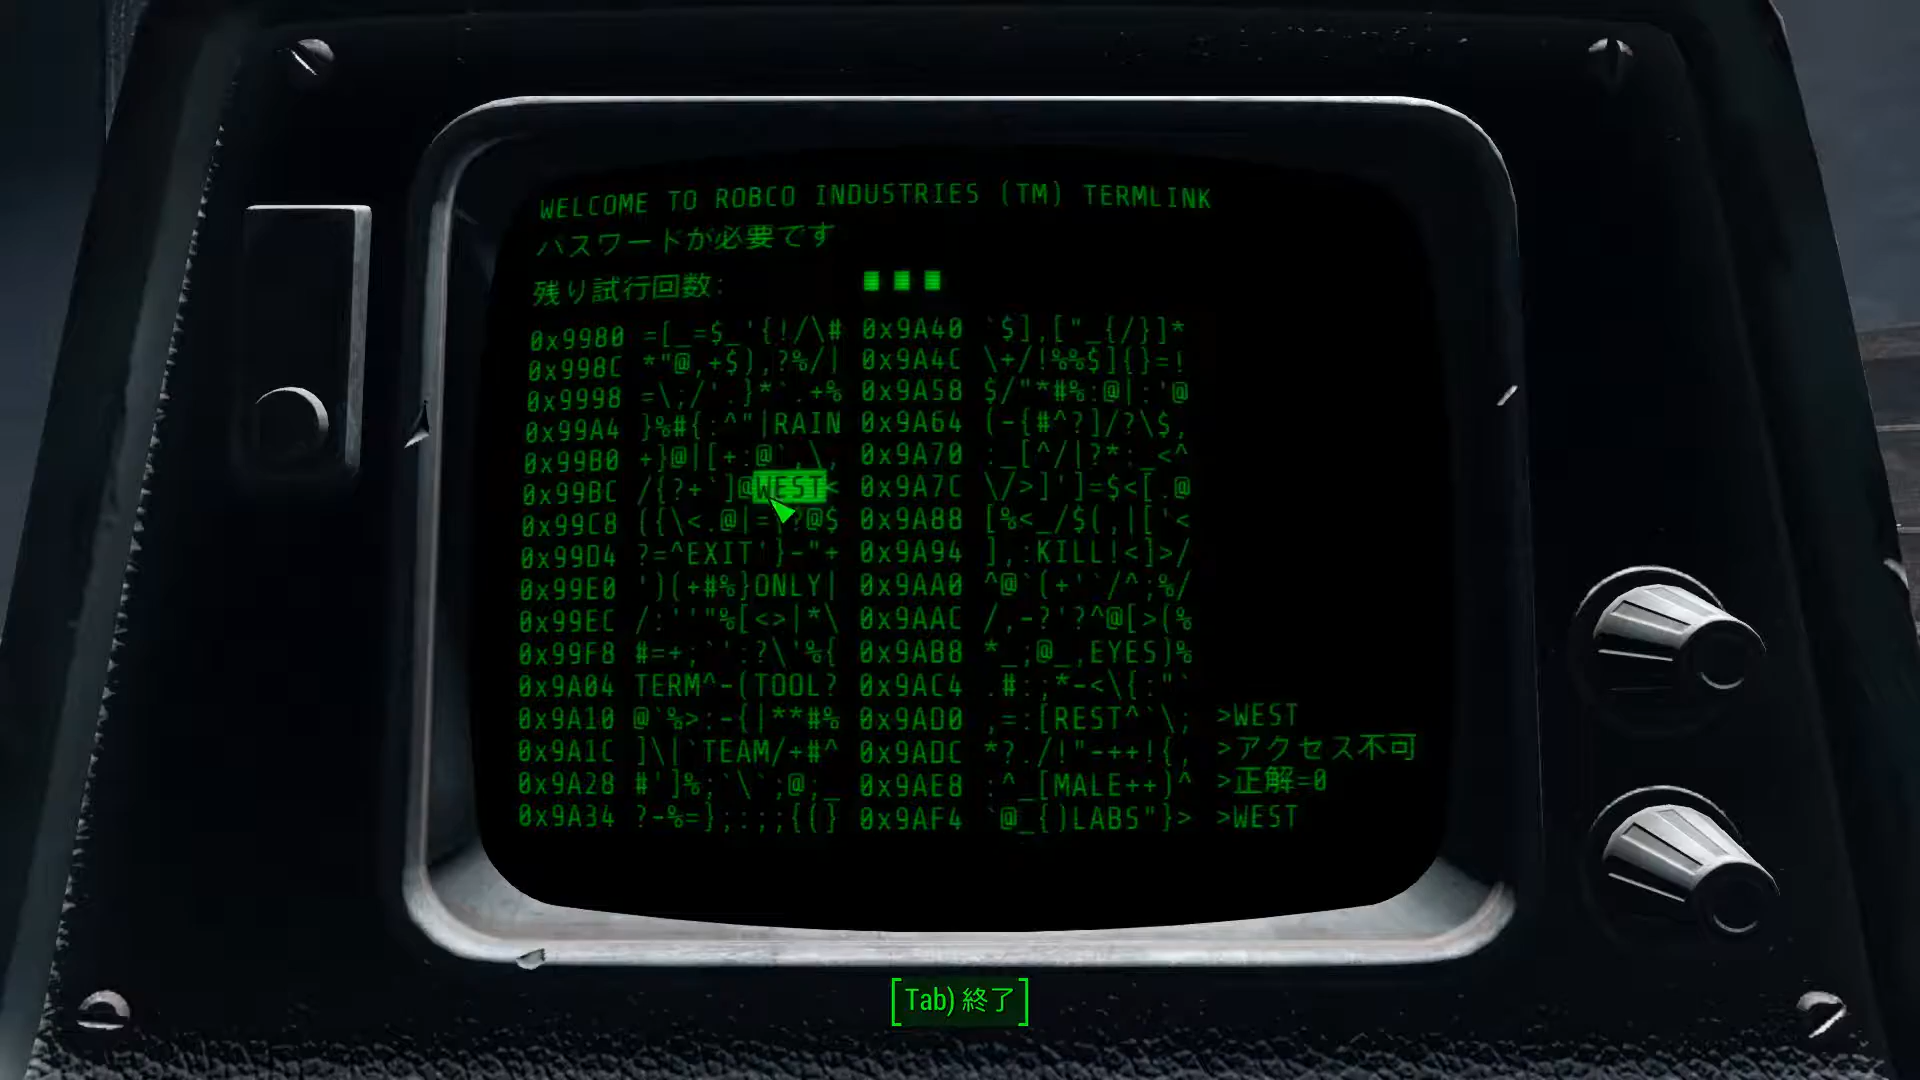 WELCOME TO ROBCO INDUSTRIES (TM) TERMLINK
パスワードが必要です
残り試行回数:
0x9980 =[_=$_'{!/\# 0x9A40 `$],["_{/}]*
0x998C *"@,+$),?%/| 0x9A4C \+/!%%$]{}=!
0x9998 =\;/'.}*`.+% 0x9A58 $/"*#%:@|:'@
0x99A4 }%#{:^"|RAIN 0x9A64 (-{#^?]/?\$,
0x99B0 +}@|[+:@`,\, 0x9A70 :_[^/|?*:_<^
0x99BC /{?+`]@WEST< 0x9A7C \/>]']=$<[.@
0x99C8 ({\<.@|= ?@$ 0x9A88 [%<_/$(,|['<
0x99D4 ?=^EXIT'}-"+ 0x9A94 ],:KILL!<]>/
0x99E0 ')(+#%}ONLY| 0x9AA0 ^@`(+'`/^;%/
0x99EC /:''"%[<>|*\ 0x9AAC /,-?'?^@[>(%
0x99F8 #=+;`':?\'%{ 0x9AB8 *_;@_,EYES)%
0x9A04 TERM^-(TOOL? 0x9AC4 .#:;*-<\{:"`
0x9A10 @`%>:-{|**#% 0x9AD0 ,=:[REST^`\; >WEST
0x9A1C ]\|`TEAM/+#^ 0x9ADC *?./!"-++!{, >アクセス不可
0x9A28 #']%;`\`;@;_ 0x9AE8 :^_[MALE++)^ >正解=0
0x9A34 ?-%=};:;;{(} 0x9AF4 `@_{)LABS"}> >WEST
Tab) 終了